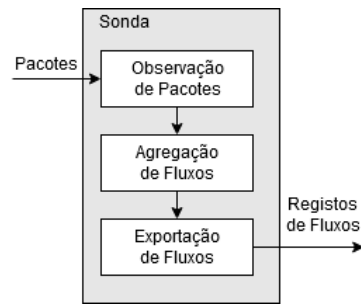 Sonda
Pacotes
Observação
de Pacotes
Agregação
de Fluxos
Registos
de Fluxos
Exportação
de Fluxos